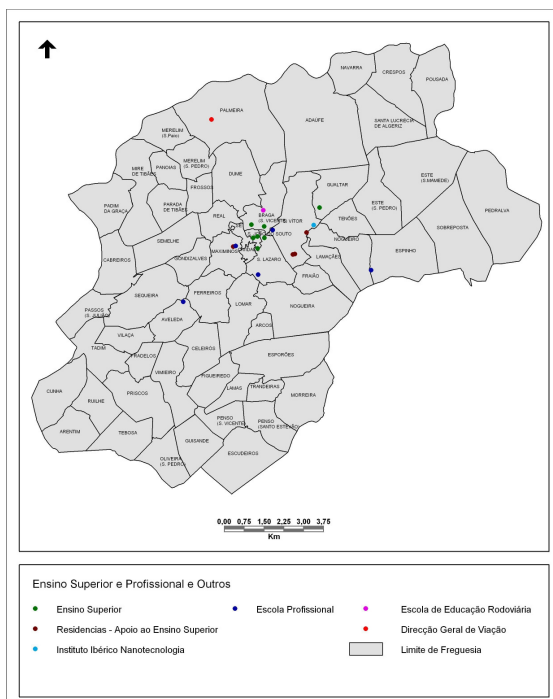 NAVARRA
CRESPOS
POUSADA
PALMEIRA
ADAÚFE
SANTA LUCRÉCIA
DE ALGERIZ
MERELIM
(S.Paio)
MERELIM
(S. PEDRO)
PANOIAS
MIRE
DE TIBÃES
DUME
FROSSOS
GUALTAR
ESTE
(S.MAMEDE)
PADIM
DA GRAÇA
PARADA
DE TIBÃES
REAL
BRAGA
(S. VICENTE)
S. VITOR
TENÕES
ESTE
(S. PEDRO)
PEDRALVA
SOBREPOSTA
SEMELHE
NOGUEIRO
CABREIROS
GONDIZALVES
MAXIMINOS
S. LAZARO
LAMAÇÃES
ESPINHO
FRAIÃO
SEQUEIRA
FERREIROS
LOMAR
NOGUEIRA
PASSOS
(S. JULIÃO)
AVELEDA
ARCOS
VILAÇA
TADIM
FRADELOS
CELEIROS
ESPORÕES
VIMIEIRO
FIGUEIREDO
CUNHA
RUILHE
PRISCOS
LAMAS
TRANDEIRAS
MORREIRA
ARENTIM
TEBOSA
PENSO
(S. VICENTE)
PENSO
(SANTO ESTEVÃO)
GUISANDE
OLIVEIRA
(S. PEDRO)
ESCUDEIROS
0,00 0,75 1,50 2,25 3,00 3,75
Km
Ensino Superior e Profissional e Outros
Ensino Superior
Escola Profissional
Escola de Educação Rodoviária
Residencias - Apoio ao Ensino Superior
Direcção Geral de Viação
Instituto Ibérico Nanotecnologia
Limite de Freguesia